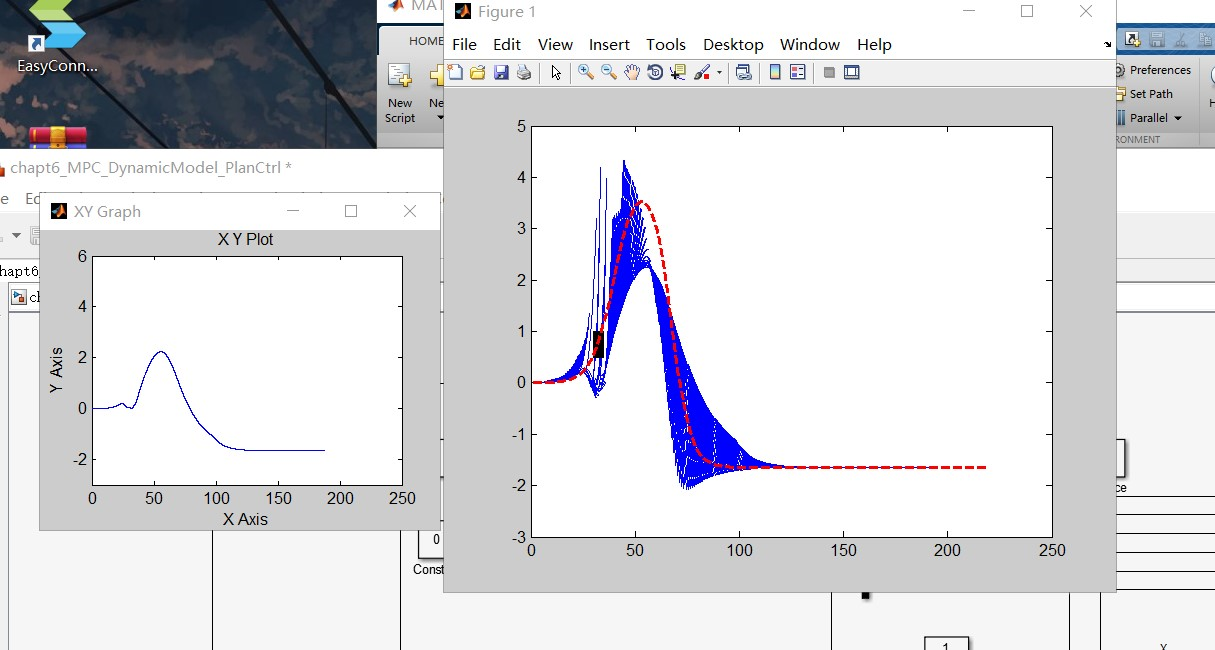 EasyConn...
MAT
HOME
New
Script
Ne
Figure 1
File Edit View Insert Tools Desktop Window Help
Preferences
Set Path
Parallel
RONMENT
chapt6_MPC_DynamicModel_PlanCtrl *
e Ed
hapt6_
ch
XY Graph
X Y Plot
6
4
2
0
-2
Y Axis
0 50 100 150 200 250
X Axis
5
4
3
2
1
0
-1
-2
-3
0 50 100 150 200 250
0
Const
ce
1